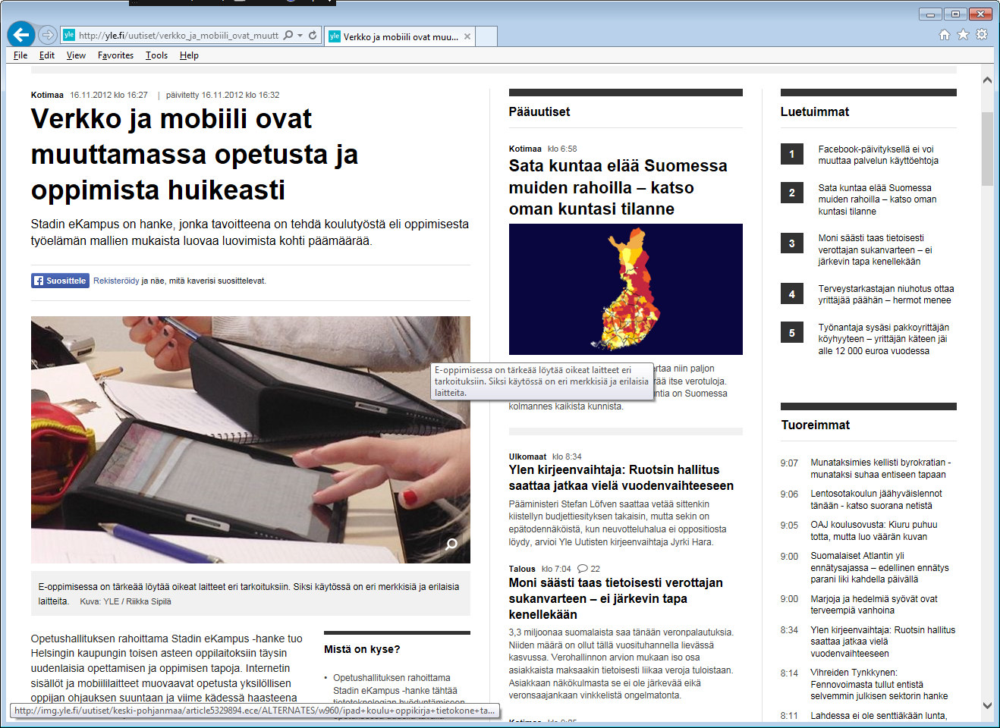 http://yle.fi/uutiset/verkko_ja_mobiili_ovat_muutt
yle Verkko ja mobiili ovat muu...
File Edit View Favorites Tools Help
Kotimaa 16.11.2012 klo 16:27 | päivitetty 16.11.2012 klo 16:32
Verkko ja mobiili ovat
muuttamassa opetusta ja
oppimista huikeasti
Stadin eKampus on hanke, jonka tavoitteena on tehdä koulutyöstä eli oppimisesta
työelämän mallien mukaista luovaa luovimista kohti päämäärää.
Suosittele Rekisteröidy ja näe, mitä kaverisi suosittelevat.
E-oppimisessa on tärkeää löytää oikeat laitteet eri
tarkoituksiin. Siksi käytössä on eri merkkisiä ja erilaisia
laitteita.
E-oppimisessa on tärkeää löytää oikeat laitteet eri tarkoituksiin. Siksi käytössä on eri merkkisiä ja erilaisia
laitteita. Kuva: YLE / Riikka Sipilä
Opetushallituksen rahoittama Stadin eKampus -hanke tuo
Helsingin kaupungin toisen asteen oppilaitoksiin täysin
uudenlaisia opettamisen ja oppimisen tapoja. Internetin
sisällöt ja mobiililaitteet muovaavat opetusta yksilöllisen
oppijan ohjauksen suuntaan ja viime kädessä haasteena
Mistä on kyse?
• Opetushallituksen rahoittama
Stadin eKampus -hanke tähtää
http://img.yle.fi/uutiset/keski-pohjanmaa/article5329894.ece/ALTERNATES/w960/ipad+koulu+oppikirja+tietokone+ta...
Pääuutiset
Kotimaa klo 6:58
Sata kuntaa elää Suomessa
muiden rahoilla – katso
oman kuntasi tilanne
ertaa niin paljon
rää itse verotuloja.
ntia on Suomessa
kolmannes kaikista kunnista.
Ulkomaat klo 8:34
Ylen kirjeenvaihtaja: Ruotsin hallitus
saattaa jatkaa vielä vuodenvaihteeseen
Pääministeri Stefan Löfven saattaa vetää sittenkin
kiistellyn budjettiesityksen takaisin, mutta sekin on
epätodennäköistä, kun neuvotteluhalua ei oppositiosta
löydy, arvioi Yle Uutisten kirjeenvaihtaja Jyrki Hara.
Talous klo 7:04 22
Moni säästi taas tietoisesti verottajan
sukanvarteen – ei järkevin tapa
kenellekään
3,3 miljoonaa suomalaista saa tänään veronpalautuksia.
Niiden määrä on ollut tällä vuosituhannella lievässä
kasvussa. Verohallinnon arvion mukaan iso osa
asiakkaista maksaakin tietoisesti liikaa veroja tuloistaan.
Asiakkaan näkökulmasta se ei ole järkevää eikä
veronsaajankaan vinkkelistä ongelmatonta.
Luetuimmat
1 Facebook-päivityksellä ei voi
muuttaa palvelun käyttöehtoja
2 Sata kuntaa elää Suomessa
muiden rahoilla – katso oman
kuntasi tilanne
3 Moni säästi taas tietoisesti
verottajan sukanvarteen – ei
järkevin tapa kenellekään
4 Terveystarkastajan niuhotus ottaa
yrittäjää päähän – hermot menee
5 Työnantaja sysäsi pakkoyrittäjän
köyhyyteen – yrittäjän käteen jäi
alle 12 000 euroa vuodessa
Tuoreimmat
9:07 Munataksimies kellisti byrokratian -
munataksi suhaa entiseen tapaan
9:06 Lentosotakoulun jäähyväislennot
tänään - katso suorana netistä
9:05 OAJ koulusovusta: Kiuru puhuu
totta, mutta luo väärän kuvan
9:00 Suomalaiset Atlantin yli
ennätysajassa – edellinen ennätys
parani liki kahdella päivällä
9:00 Marjoja ja hedelmiä syövät ovat
terveempiä vanhoina
8:34 Ylen kirjeenvaihtaja: Ruotsin hallitus
saattaa jatkaa vielä
vuodenvaihteeseen
8:14 Vihreiden Tynkkynen:
Fennovoimasta tullut entistä
selvemmin julkisen sektorin hanke
8:11 Lahdessa ei ole senttiäkään lunta,